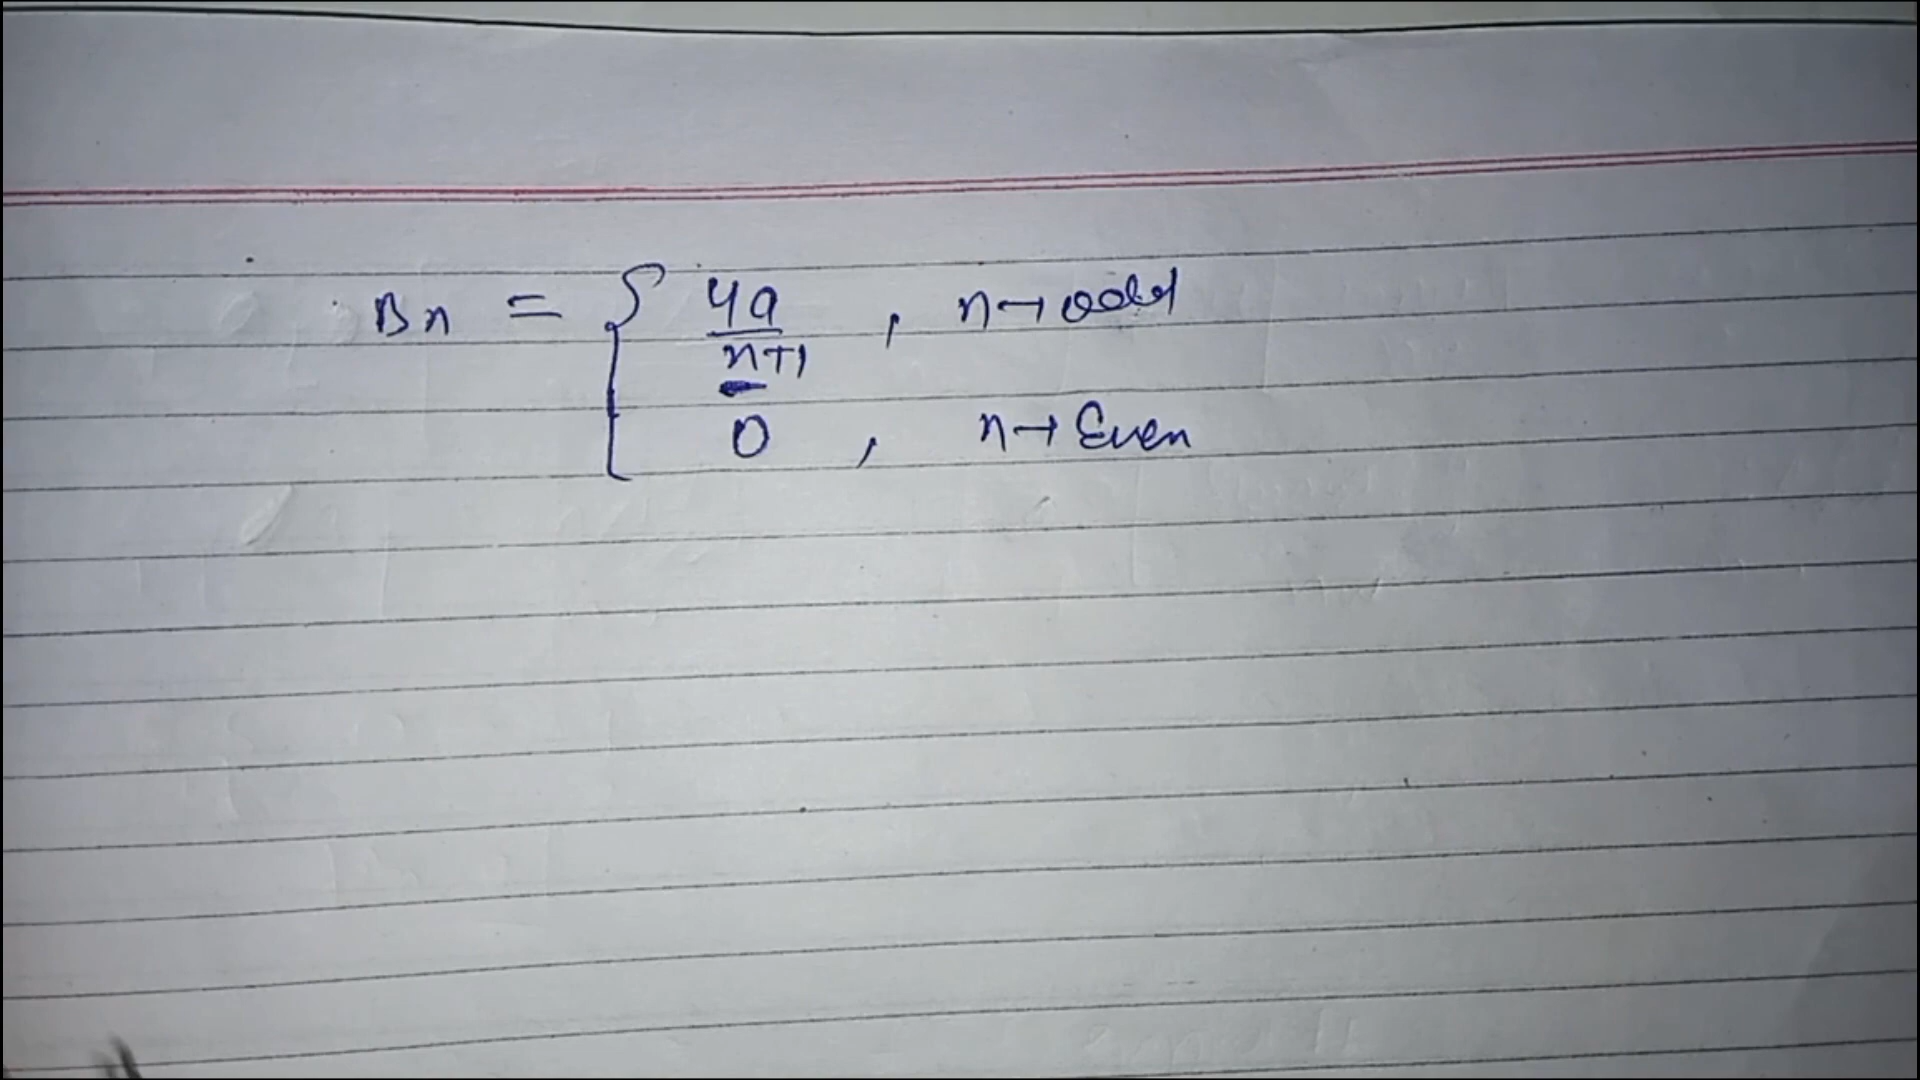 Bn = { 4a / n+1 , n → odd
0 , n → Even